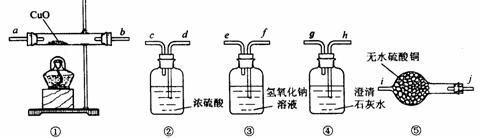 CuO
a b
c d
e f
g h
i j
无水硫酸铜
浓硫酸
氢氧化钠
溶液
澄清
石灰水
① ② ③ ④ ⑤